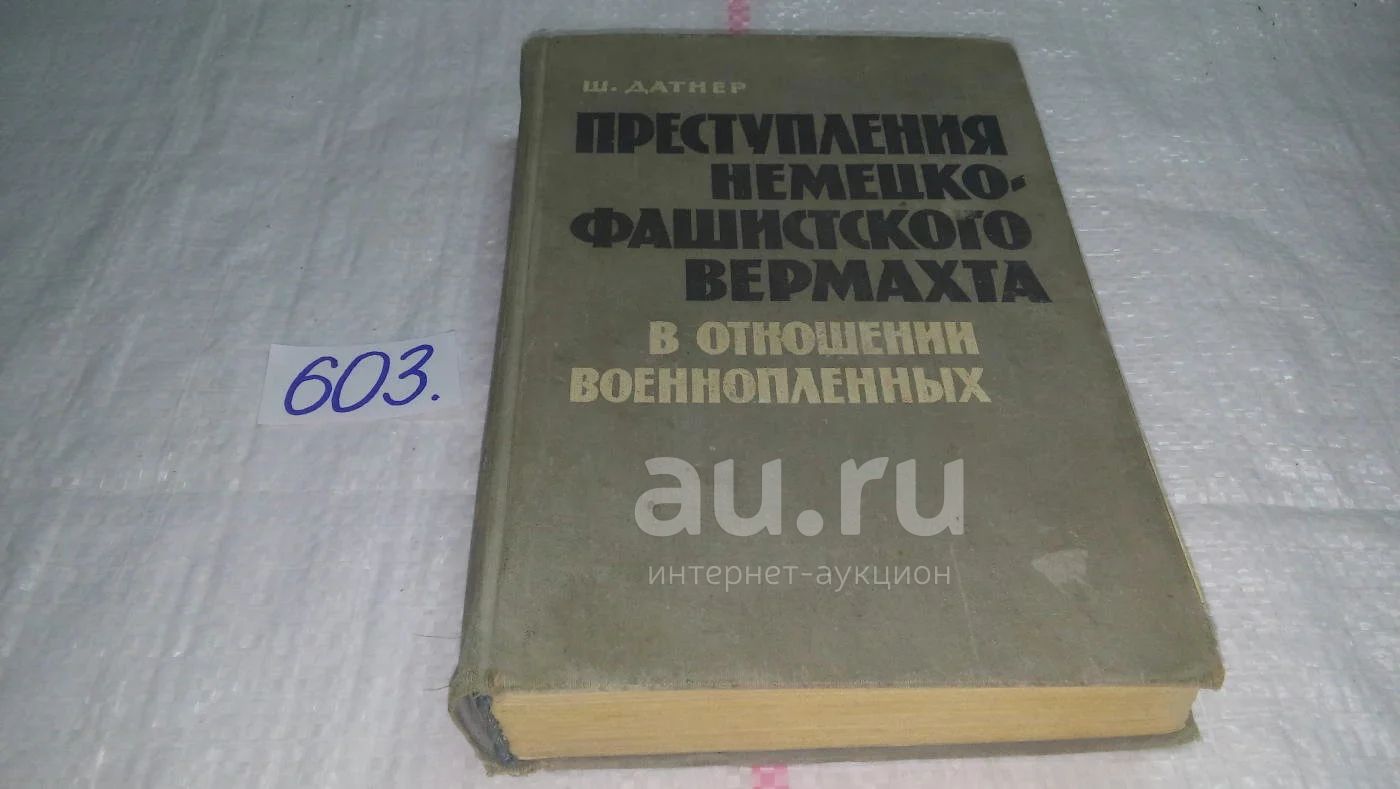 Ш. ДАТНЕР
ПРЕСТУПЛЕНИЯ
НЕМЕЦКО-
ФАШИСТСКОГО
ВЕРМАХТА
В ОТНОШЕНИИ
ВОЕННОПЛЕННЫХ
603.
au.ru
интернет-аукцион